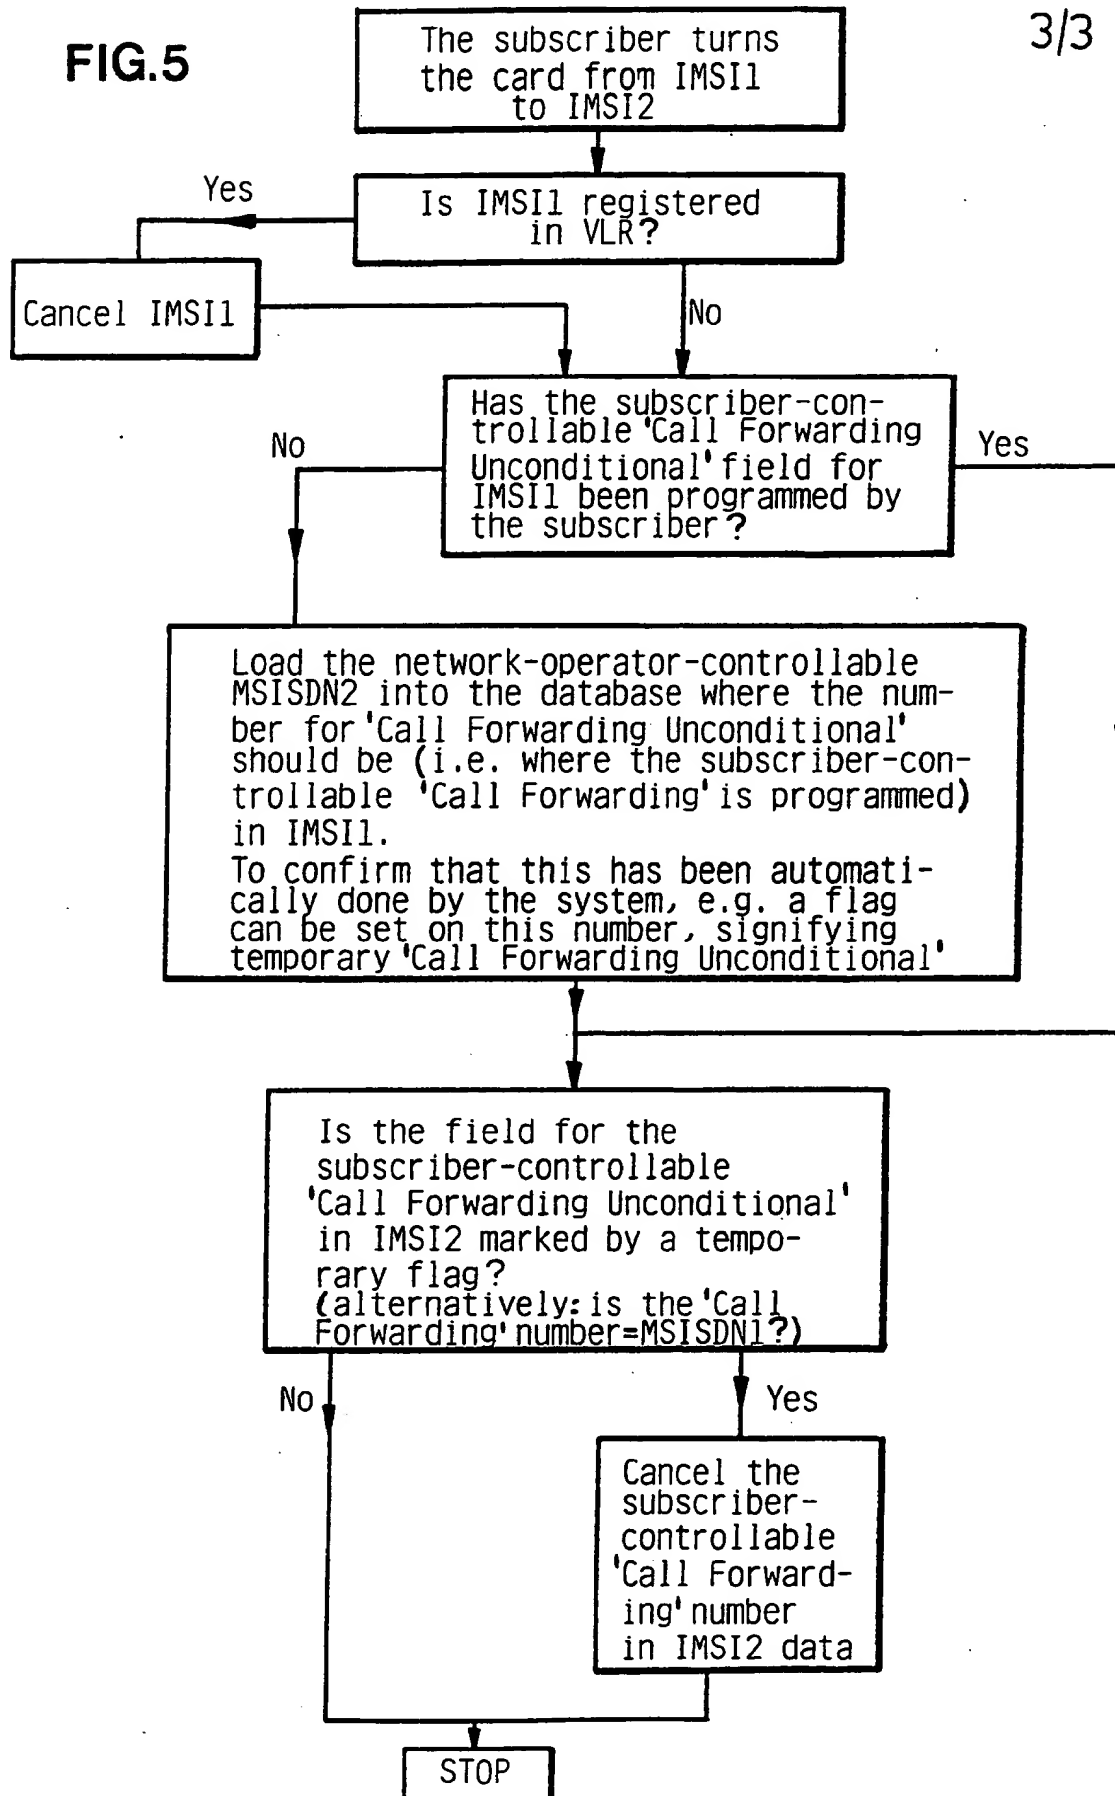 FIG.5
3/3
The subscriber turns
the card from IMSI1
to IMSI2
Yes
Is IMSI1 registered
in VLR?
Cancel IMSI1
No
Has the subscriber-con-
trollable 'Call Forwarding
Unconditional' field for
IMSI1 been programmed by
the subscriber?
No
Yes
Load the network-operator-controllable
MSISDN2 into the database where the num-
ber for 'Call Forwarding Unconditional'
should be (i.e. where the subscriber-con-
trollable 'Call Forwarding' is programmed)
in IMSI1.
To confirm that this has been automati-
cally done by the system, e.g. a flag
can be set on this number, signifying
temporary 'Call Forwarding Unconditional'
Is the field for the
subscriber-controllable
'Call Forwarding Unconditional'
in IMSI2 marked by a tempo-
rary flag?
(alternatively: is the 'Call
Forwarding' number=MSISDN1?)
No
Yes
Cancel the
subscriber-
controllable
'Call Forward-
ing' number
in IMSI2 data
STOP